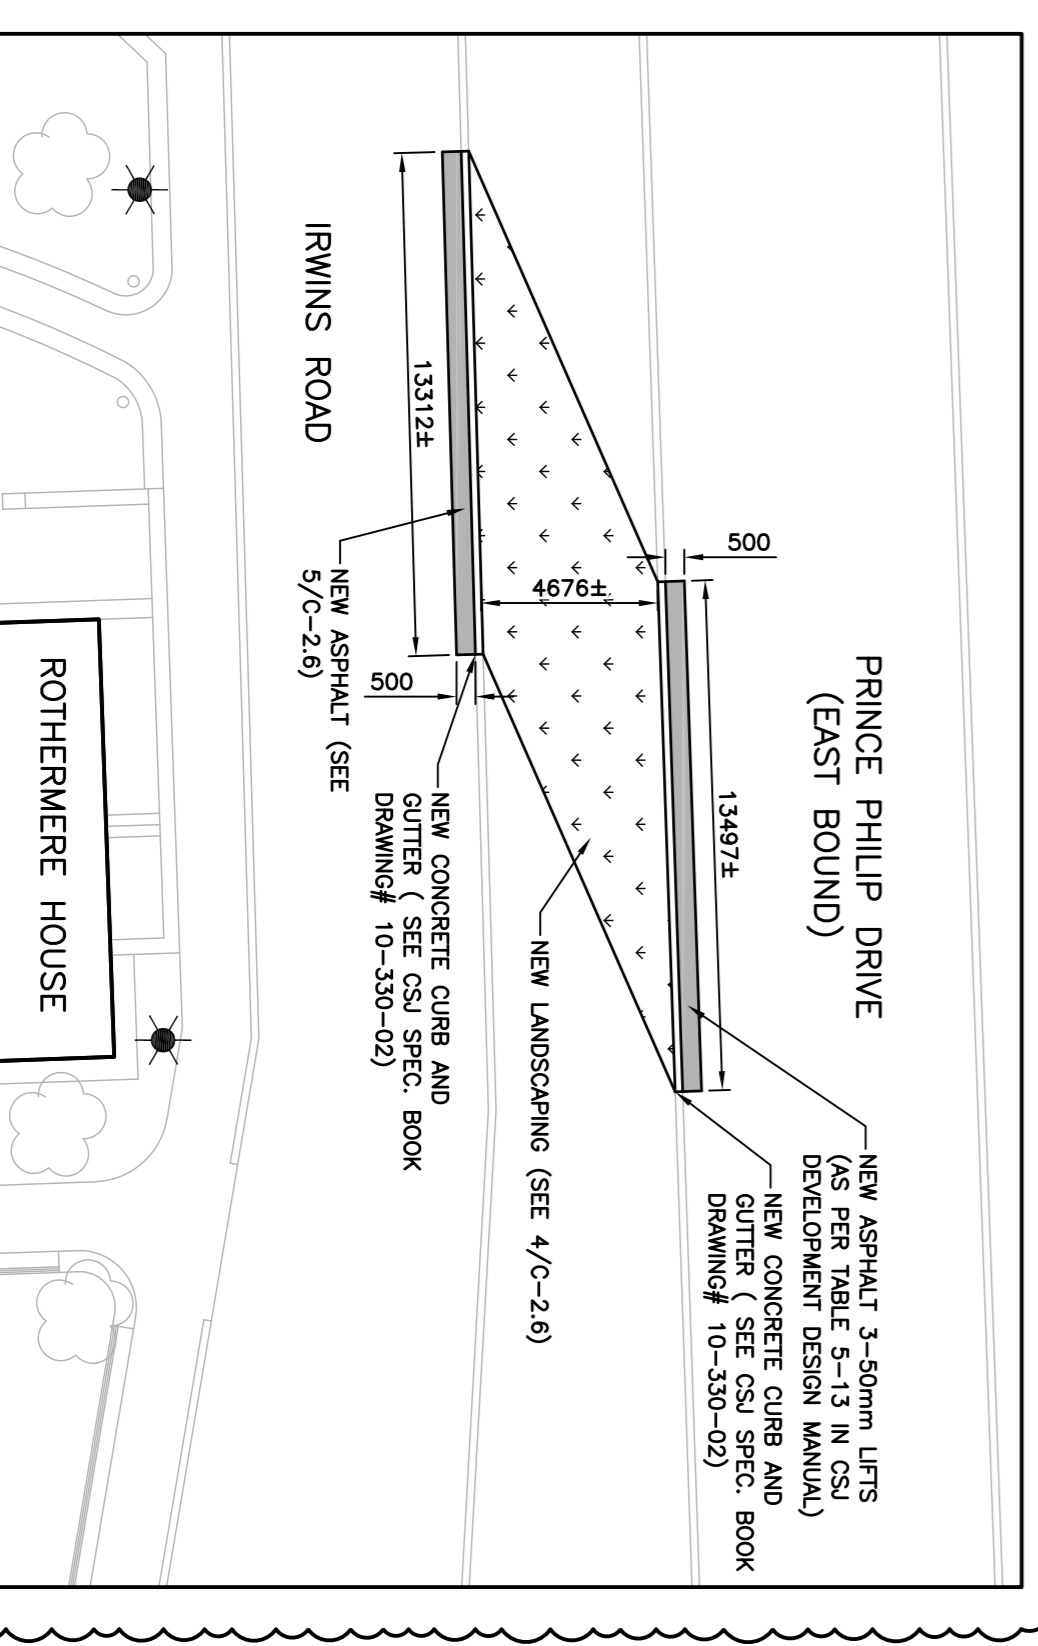 PRINCE PHILIP DRIVE
(EAST BOUND)
NEW ASPHALT 3-50mm LIFTS
(AS PER TABLE 5-13 IN CSJ
DEVELOPMENT DESIGN MANUAL)
NEW CONCRETE CURB AND
GUTTER ( SEE CSJ SPEC. BOOK
DRAWING# 10-330-02)
13497±
500
4676±
NEW LANDSCAPING (SEE 4/C-2.6)
NEW CONCRETE CURB AND
GUTTER ( SEE CSJ SPEC. BOOK
DRAWING# 10-330-02)
500
13312±
NEW ASPHALT (SEE
5/C-2.6)
IRWINS ROAD
ROTHERMERE HOUSE